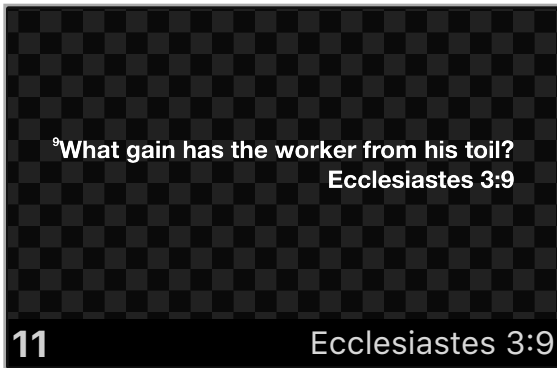 ⁹What gain has the worker from his toil?
Ecclesiastes 3:9
11
Ecclesiastes 3:9